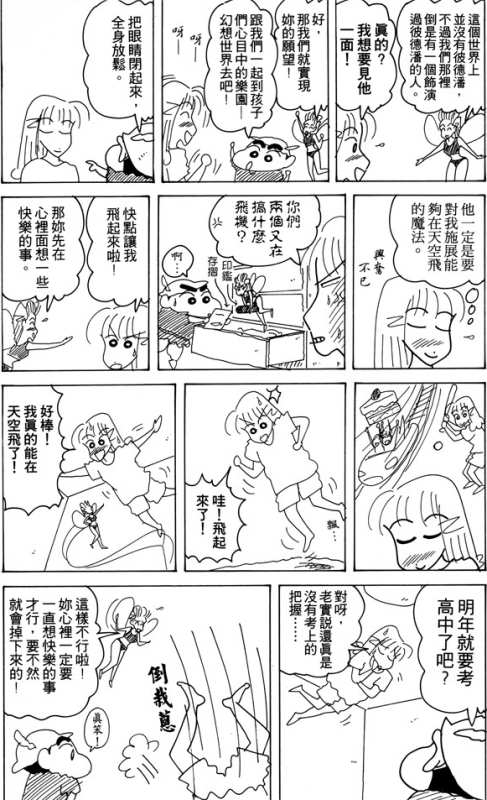 這個世界上
並沒有彼德潘，
不過我們那裡
倒是有一個飾演
過彼德潘的人。
真的？
我想要見他
一面！
好，
那我們就實現
妳的願望！
跟我們一起到孩子
們心目中的樂園—
幻想世界去吧！
呀…
呀…
把眼睛閉起來，
全身放鬆。
他一定是要
對我施展能
夠在天空飛
的魔法。
興奮
不已
你們
兩個又在
搞什麼
飛機？
印鑑
存摺
啊…
快點讓我
飛起來啦！
那妳先在
心裡面想一些
快樂的事。
飄…
哇！飛起
來了！
好棒！
我真的能在
天空飛了！
明年就要考
高中了吧？
對呀，
老實說還真是
沒有考上的
把握……
倒栽蔥
這樣不行啦！
妳心裡一定要
一直想快樂的事
才行，要不然
就會掉下來的！
真笨！